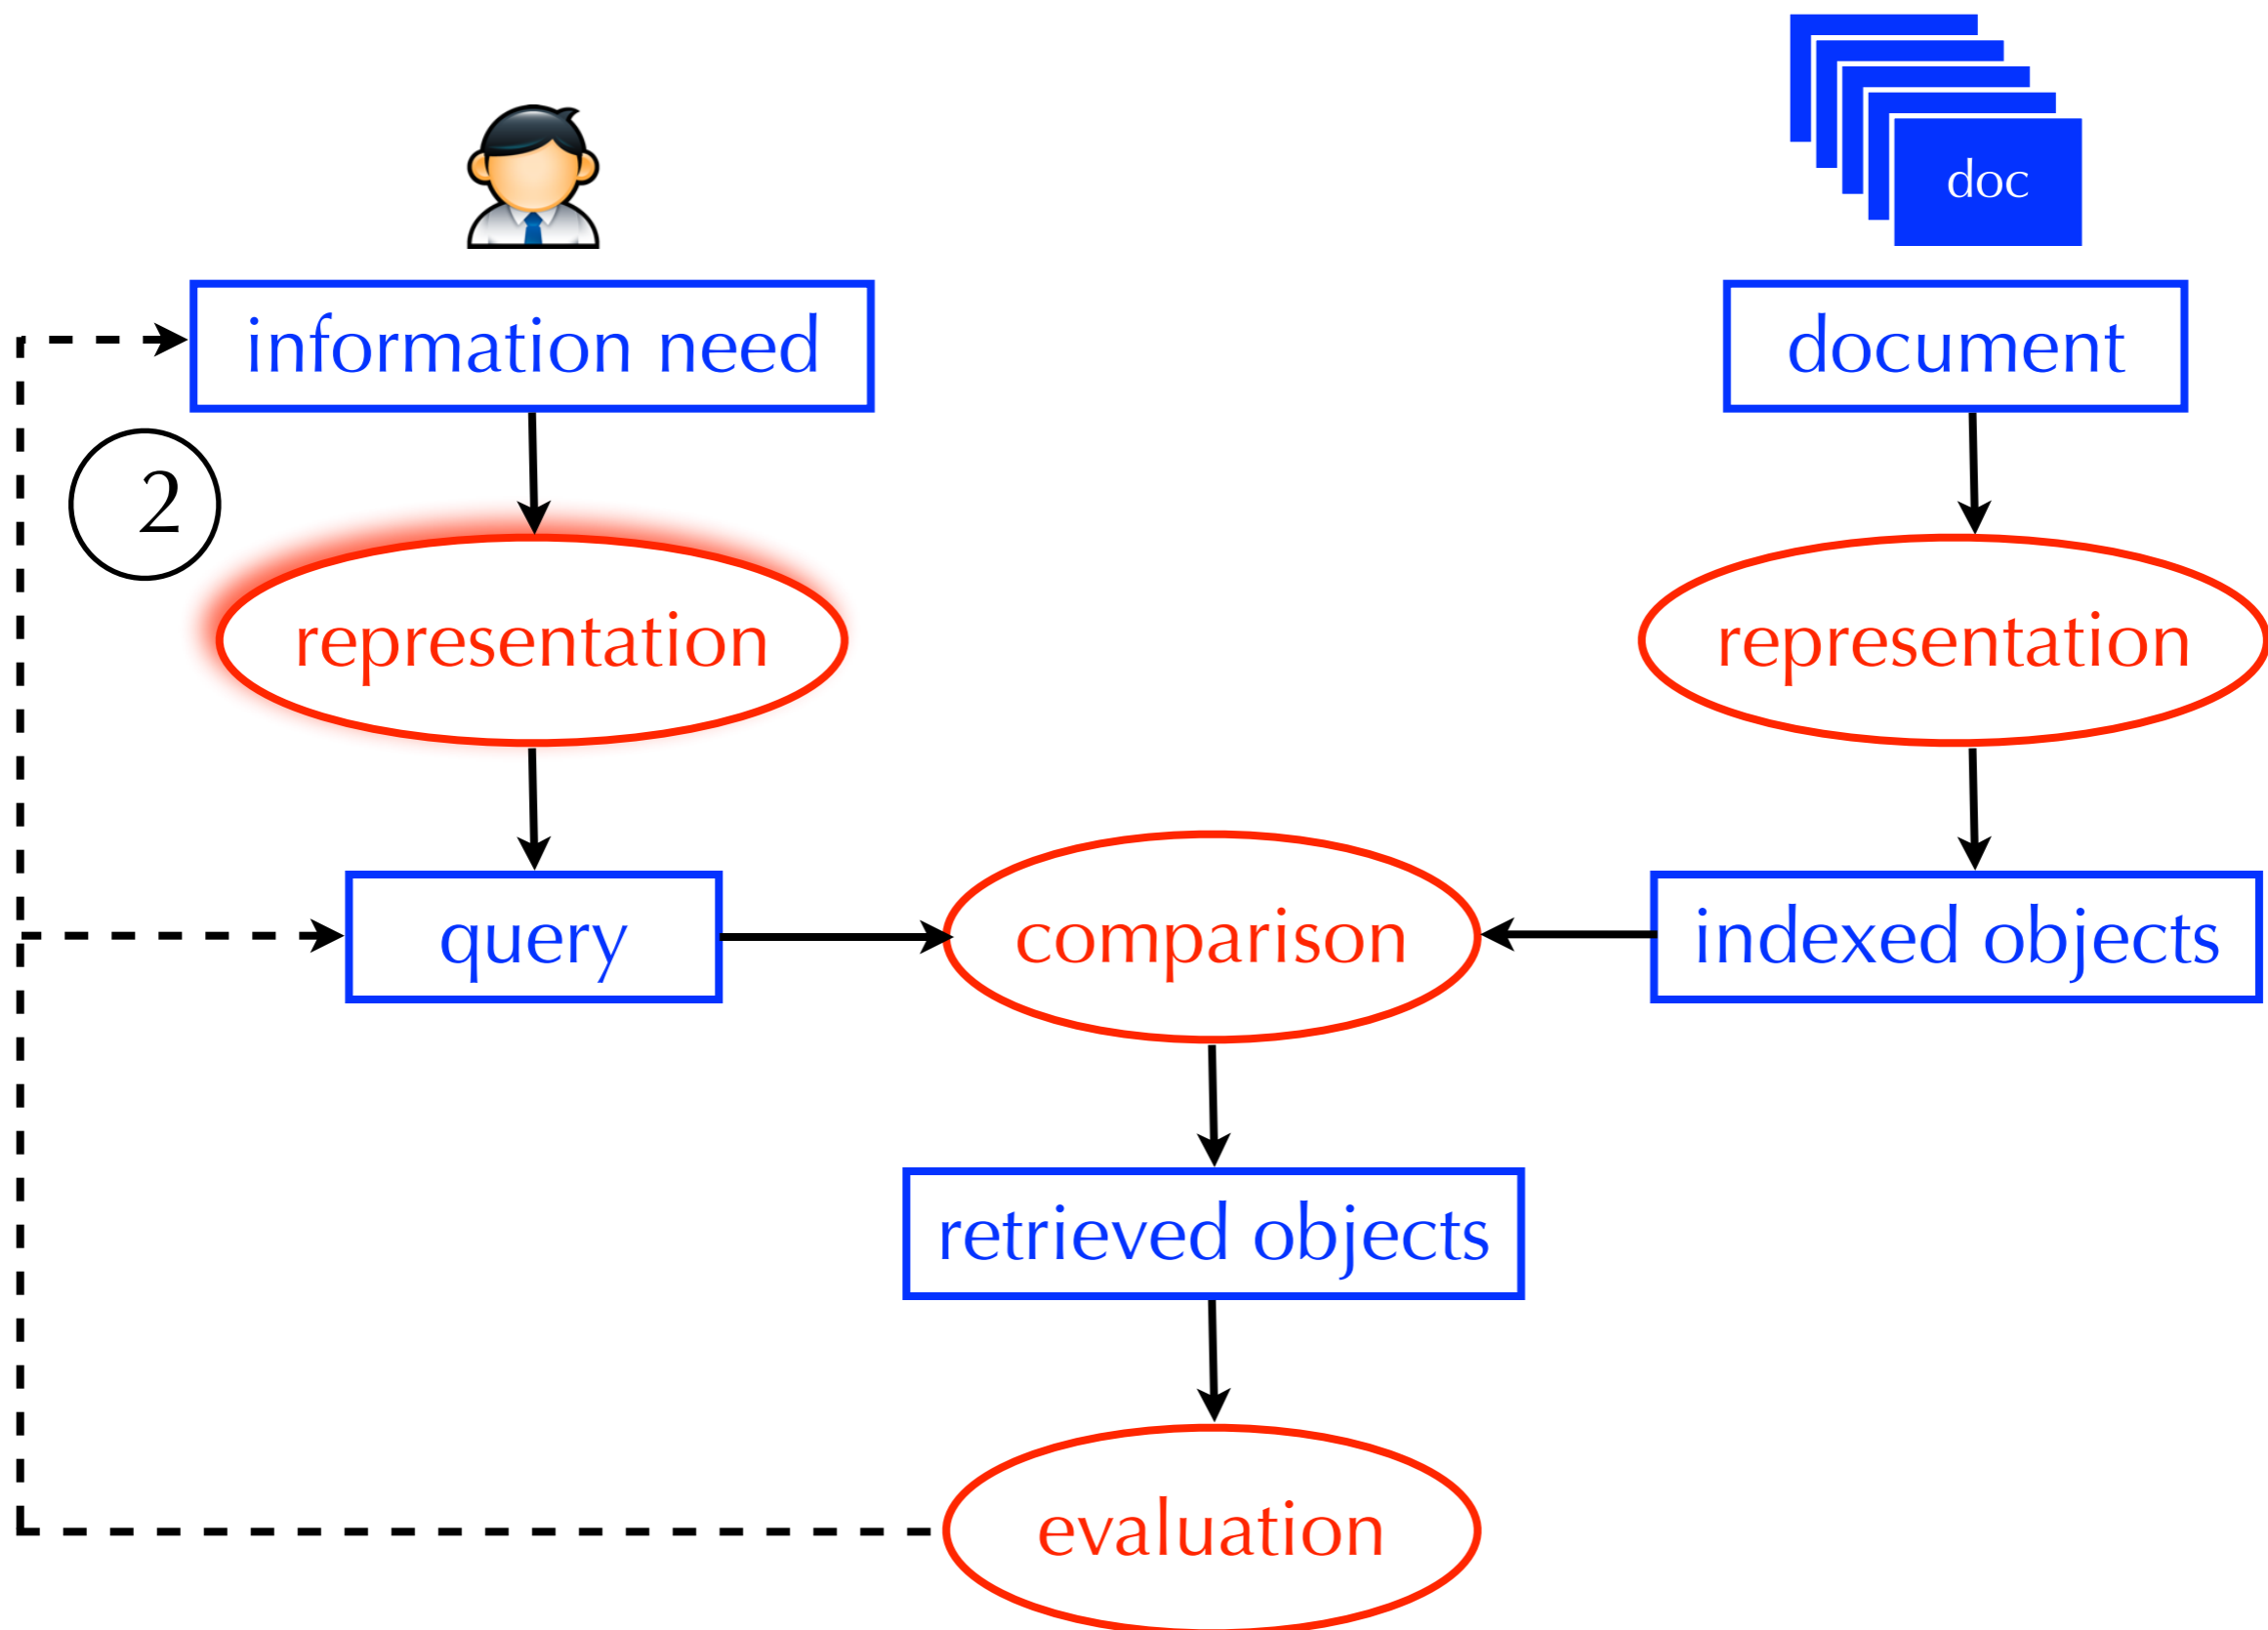 doc
information need
document
2
representation
representation
query
comparison
indexed objects
retrieved objects
evaluation